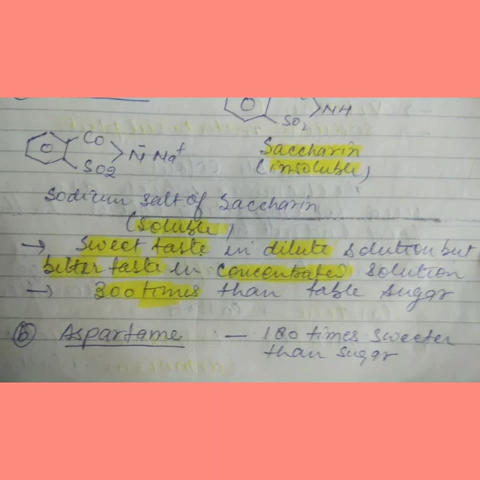 NH
SO2
CO
N̄ Na+
SO2
Saccharin
(insoluble)
Sodium salt of Saccharin
(soluble)
→ Sweet taste in dilute solution but
bitter taste in concentrated solution
→ 300 times than table sugar
⑥ Aspartame — 180 times sweeter
than sugar